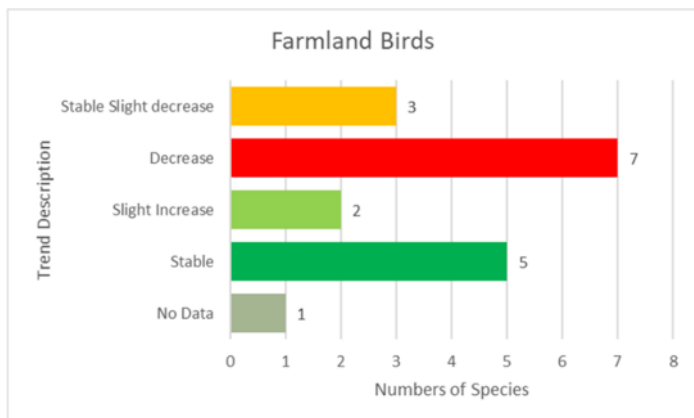 Farmland Birds
Trend Description
Stable Slight decrease
3
Decrease
7
Slight Increase
2
Stable
5
No Data
1
0 1 2 3 4 5 6 7 8
Numbers of Species